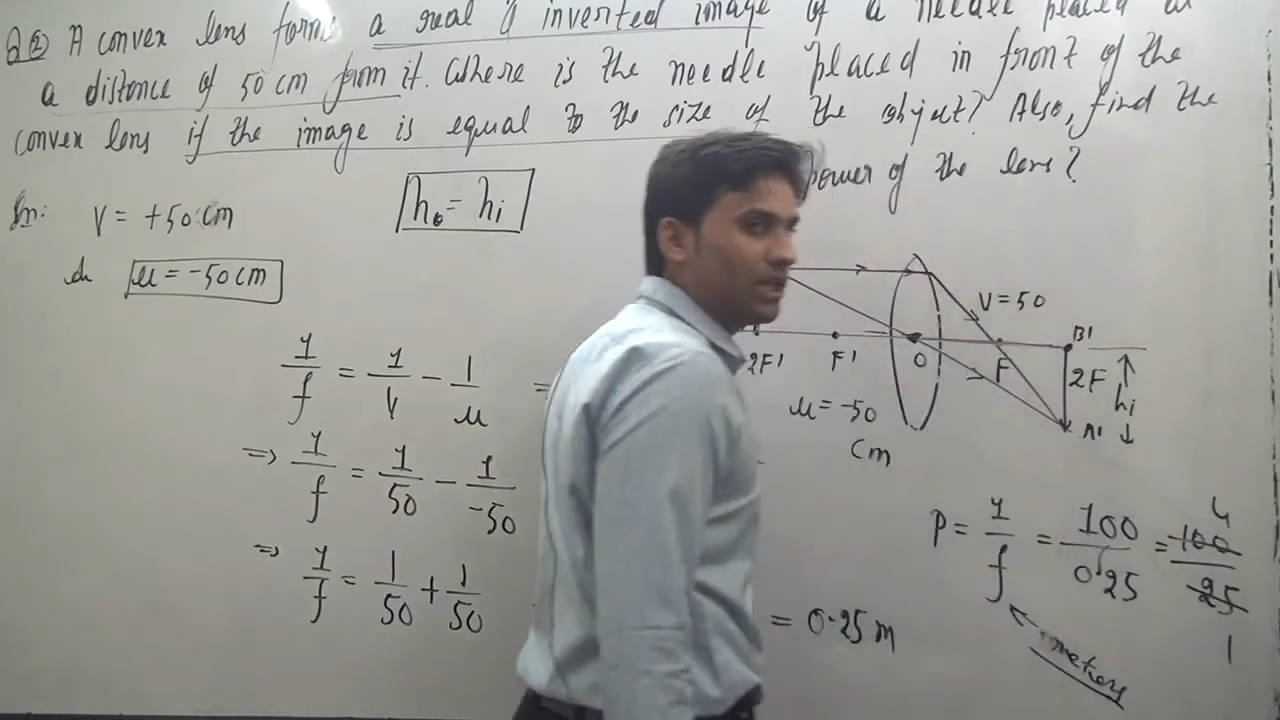 Q② A convex lens forms a real & inverted image of a needle placed at
a distance of 50 cm from it. Where is the needle placed in front of the
convex lens if the image is equal to the size of the object? Also, find the
power of the lens?
Sn: v = +50 cm
h₀ = hi
u = -50 cm
V = 50
2F' F' O F B' 2F hi A'
u = -50 cm
1/f = 1/v - 1/u =
=> 1/f = 1/50 - 1/-50
=> 1/f = 1/50 + 1/50
= 0.25 m
P = 1/f = 100/0.25 = 100/25 4 1
meters